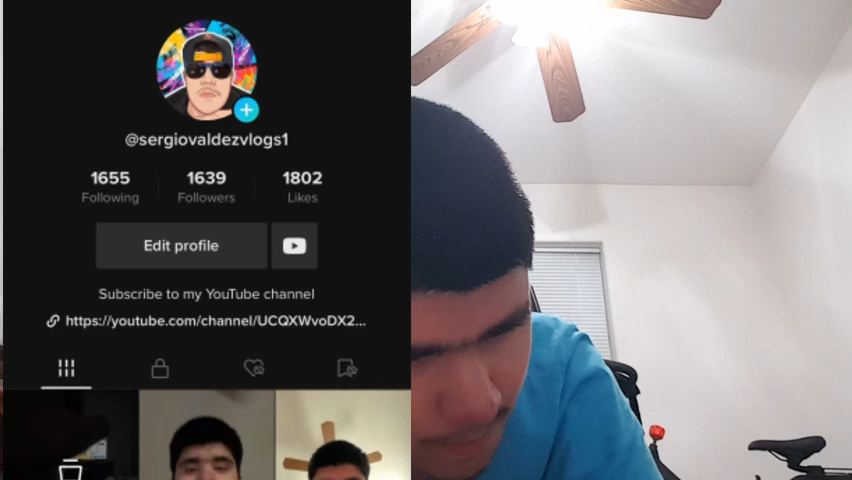 @sergiovaldezvlogs1
1655 1639 1802
Following Followers Likes
Edit profile
Subscribe to my YouTube channel
https://youtube.com/channel/UCQXWvoDX2...